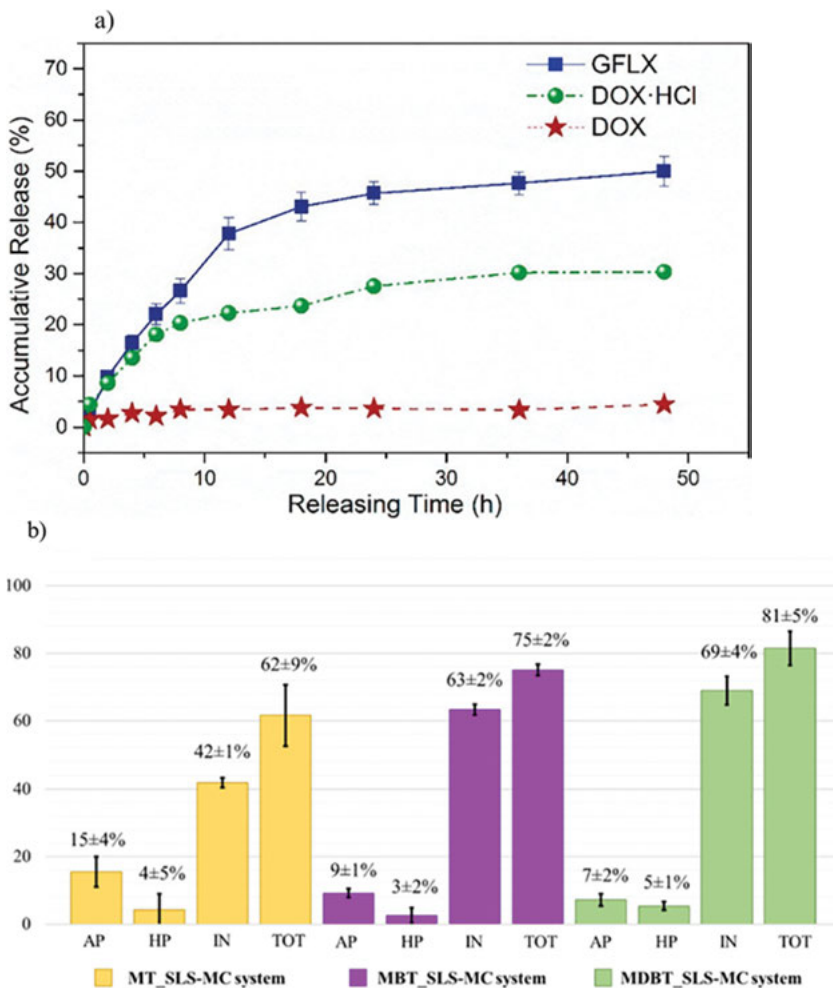 a)
70
60
50
40
30
20
10
0
Accumulative Release (%)
GFLX
DOX·HCl
DOX
0 10 20 30 40 50
Releasing Time (h)
b)
100
80
60
40
20
0
15±4%
4±5%
42±1%
62±9%
9±1%
3±2%
63±2%
75±2%
7±2%
5±1%
69±4%
81±5%
AP HP IN TOT AP HP IN TOT AP HP IN TOT
MT_SLS-MC system MBT_SLS-MC system MDBT_SLS-MC system